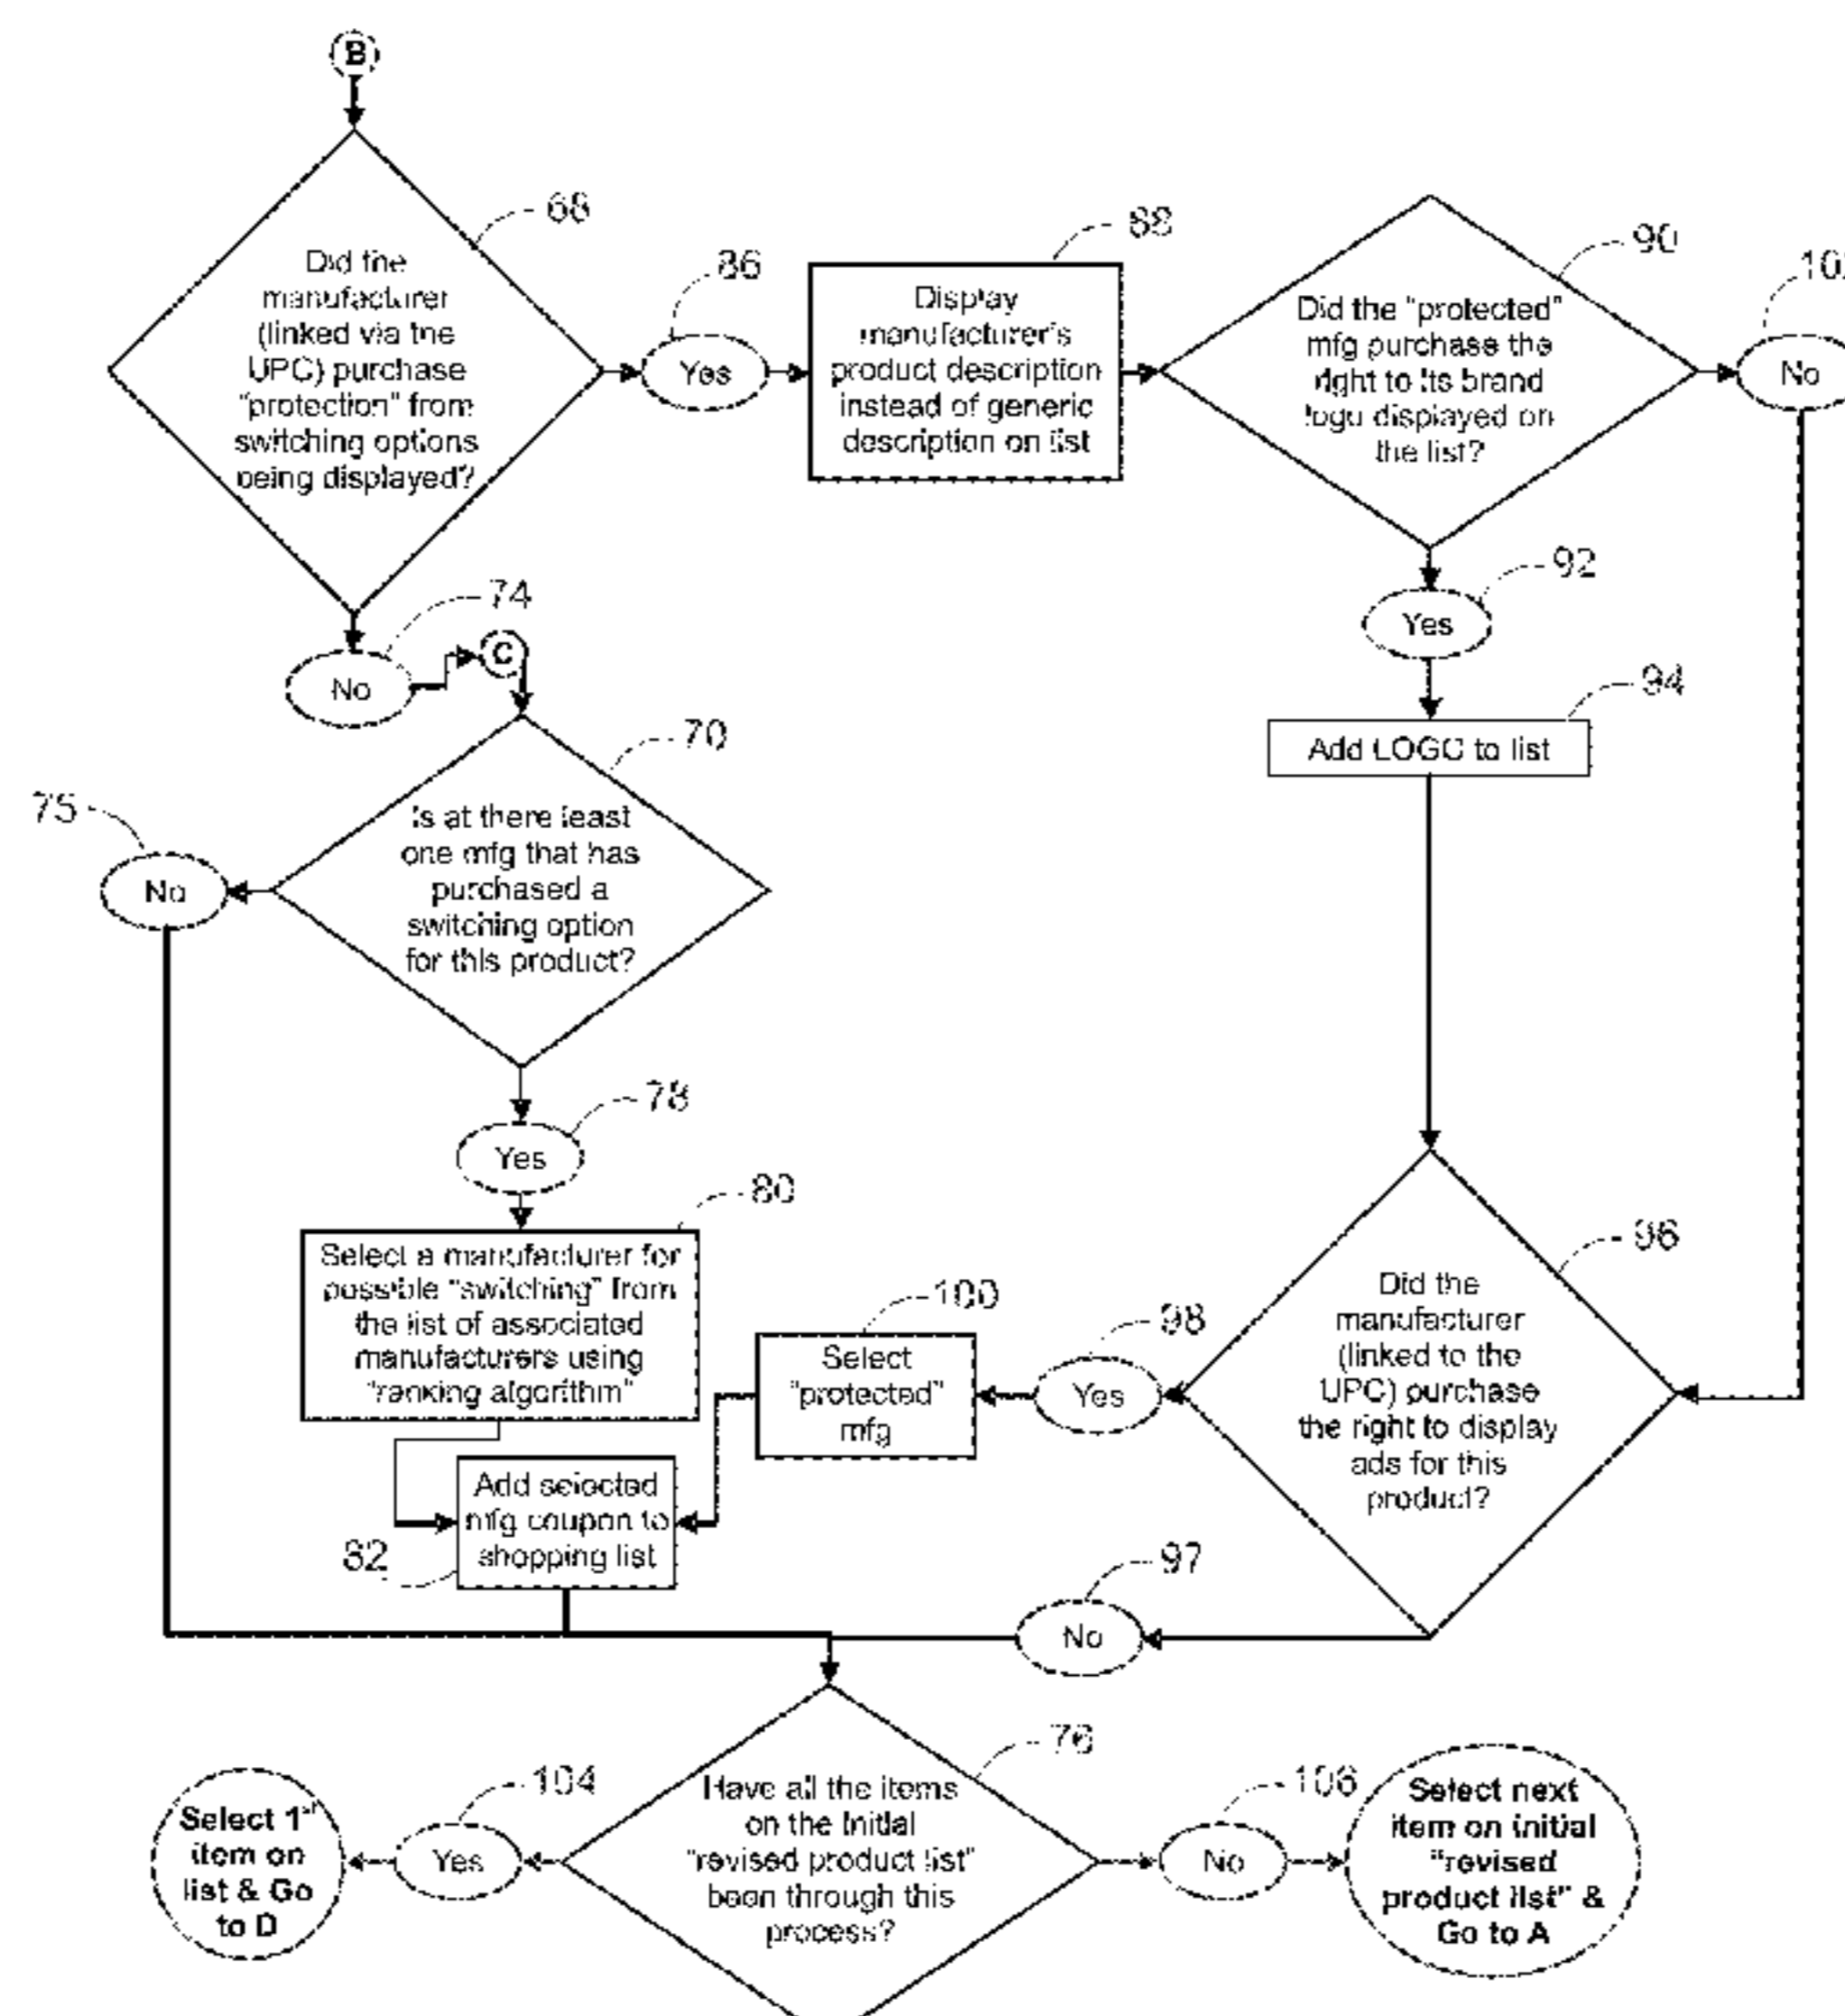 B
68
Did the
manufacturer
(linked via the
UPC) purchase
"protection" from
switching options
being displayed?
86
Yes
88
Display
manufacturer's
product description
instead of generic
description on list
90
Did the "protected"
mfg purchase the
right to its brand
logo displayed on
the list?
No
92
Yes
94
Add LOGO to list
74
No
C
70
Is at there least
one mfg that has
purchased a
switching option
for this product?
75
No
78
Yes
80
Select a manufacturer for
possible "switching" from
the list of associated
manufacturers using
"ranking algorithm"
82
Add selected
mfg coupon to
shopping list
100
Select
"protected"
mfg
98
Yes
96
Did the
manufacturer
(linked to the
UPC) purchase
the right to display
ads for this
product?
97
No
76
Have all the items
on the initial
"revised product list"
been through this
process?
104
Yes
Select 1st
item on
list & Go
to D
106
No
Select next
item on initial
"revised
product list" &
Go to A